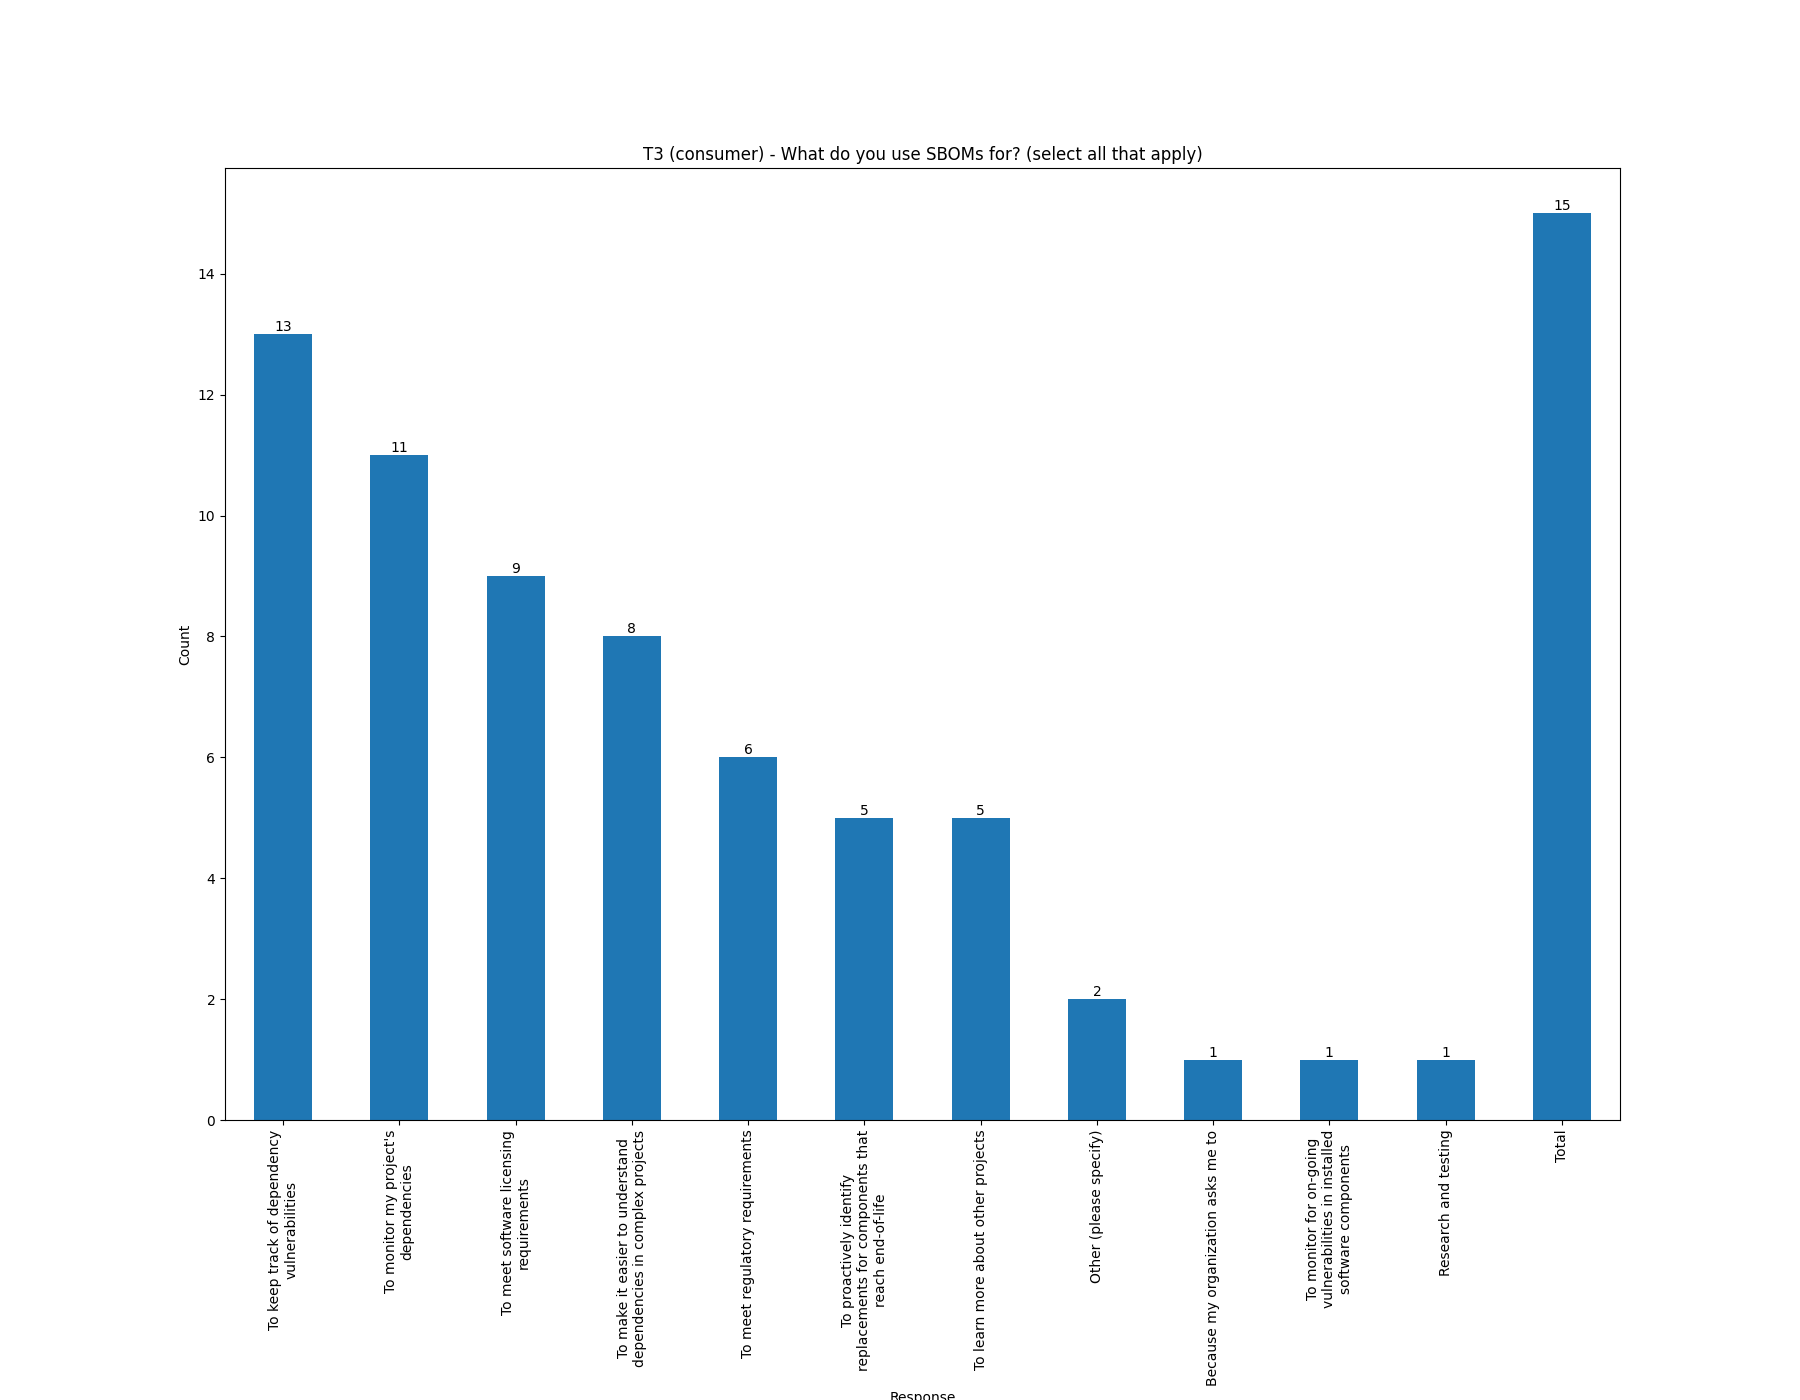 T3 (consumer) - What do you use SBOMs for? (select all that apply)
15
13
11
9
8
6
5
5
2
1
1
1
14
12
10
8
6
4
2
0
Count
To keep track of dependency
vulnerabilities
To monitor my project's
dependencies
To meet software licensing
requirements
To make it easier to understand
dependencies in complex projects
To meet regulatory requirements
To proactively identify
replacements for components that
reach end-of-life
To learn more about other projects
Other (please specify)
Because my organization asks me to
To monitor for on-going
vulnerabilities in installed
software components
Research and testing
Total
Response